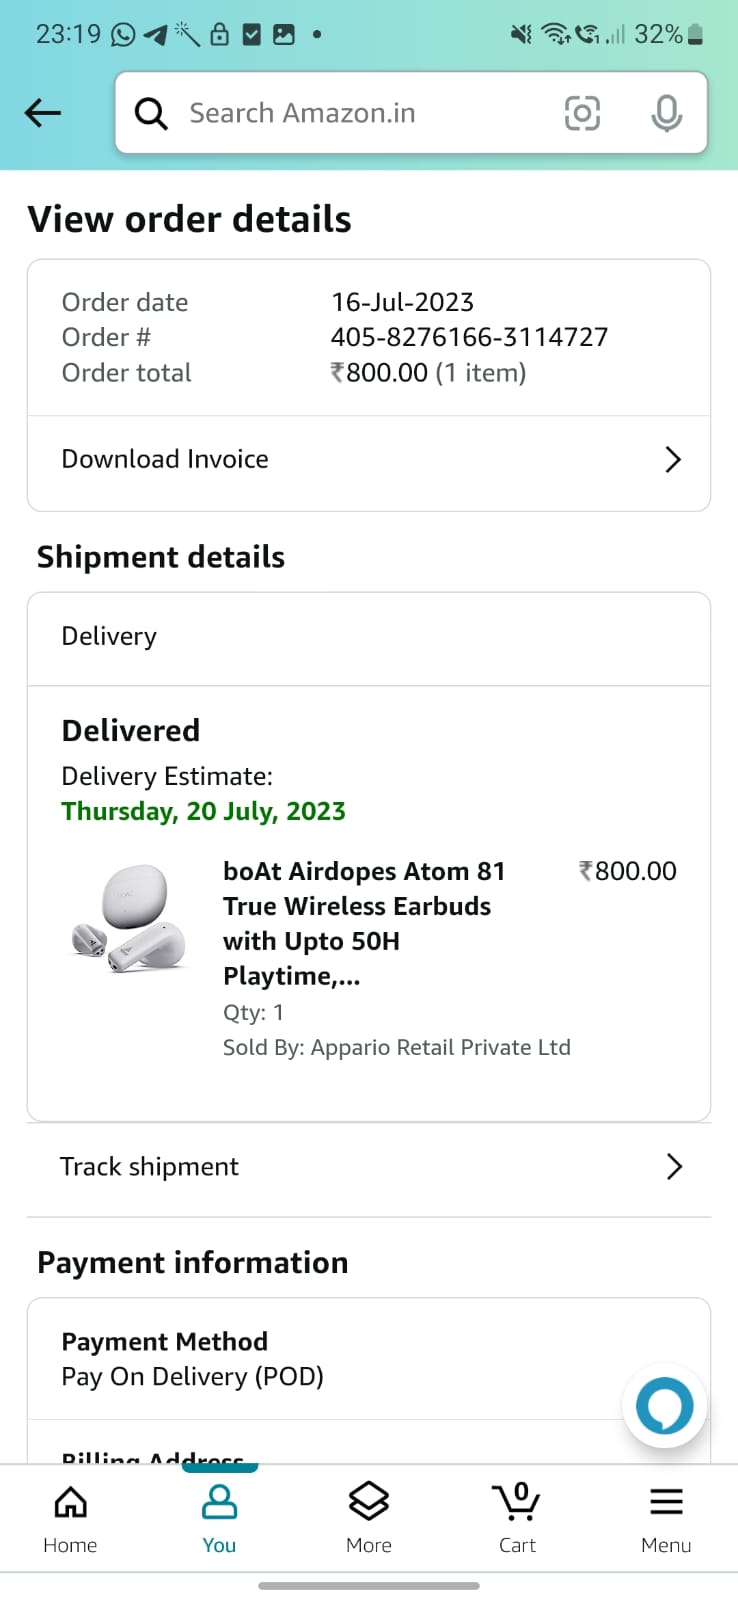 23:19
32%
Search Amazon.in
View order details
Order date 16-Jul-2023
Order # 405-8276166-3114727
Order total ₹800.00 (1 item)
Download Invoice
Shipment details
Delivery
Delivered
Delivery Estimate:
Thursday, 20 July, 2023
boAt Airdopes Atom 81 ₹800.00
True Wireless Earbuds
with Upto 50H
Playtime,...
Qty: 1
Sold By: Appario Retail Private Ltd
Track shipment
Payment information
Payment Method
Pay On Delivery (POD)
Billing Address
0
Home You More Cart Menu